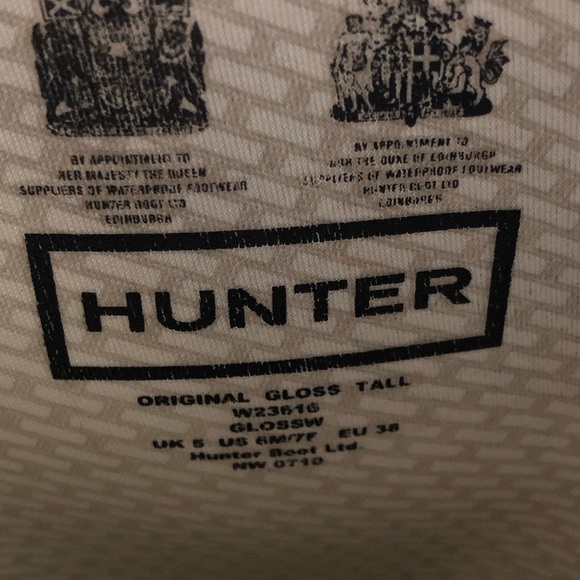 BY APPOINTMENT TO
HER MAJESTY THE QUEEN
SUPPLIERS OF WATERPROOF FOOTWEAR
HUNTER BOOT LTD
EDINBURGH
BY APPOINTMENT TO
HRH THE DUKE OF EDINBURGH
SUPPLIERS OF WATERPROOF FOOTWEAR
HUNTER BOOT LTD
EDINBURGH
HUNTER
ORIGINAL GLOSS TALL
W23616
GLOSSW
UK 5 US 6M/7F EU 38
Hunter Boot Ltd.
NW 0710